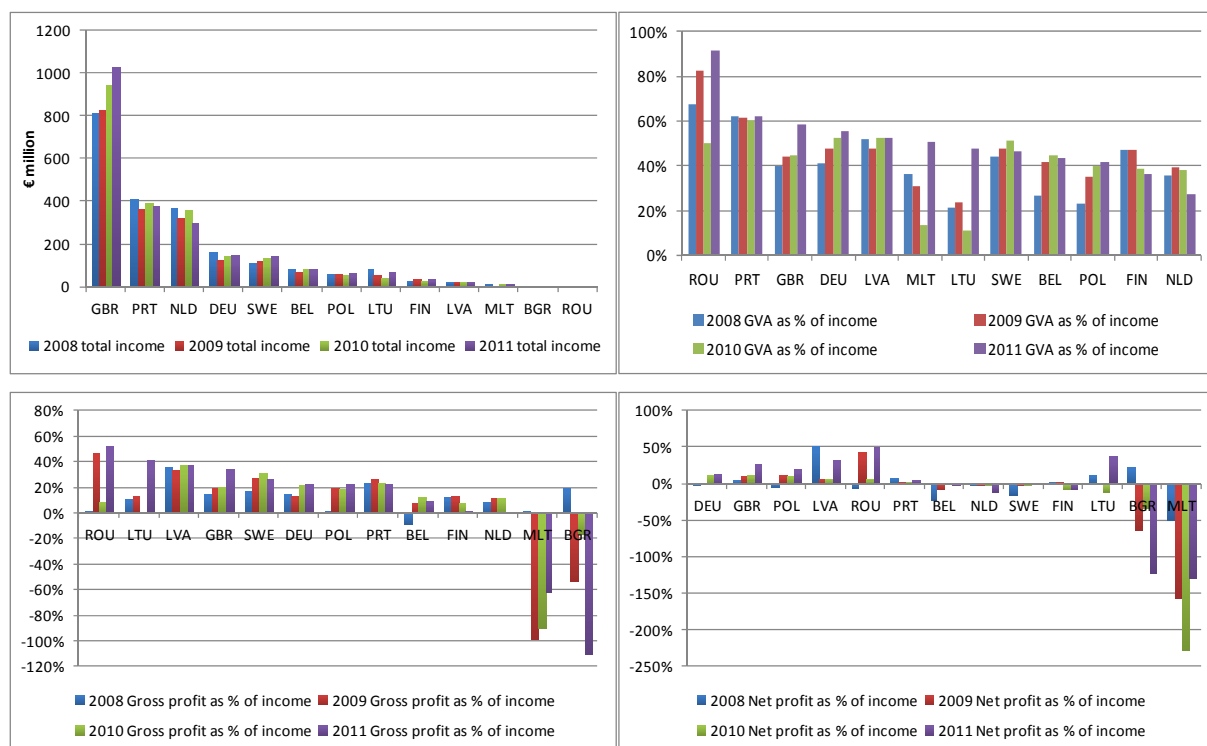 1200
1000
800
600
400
200
0
€ million
GBR PRT NLD DEU SWE BEL POL LTU FIN LVA MLT BGR ROU
2008 total income 2009 total income 2010 total income 2011 total income
100%
80%
60%
40%
20%
0%
ROU PRT GBR DEU LVA MLT LTU SWE BEL POL FIN NLD
2008 GVA as % of income 2009 GVA as % of income
2010 GVA as % of income 2011 GVA as % of income
80%
60%
40%
20%
0%
-20%
-40%
-60%
-80%
-100%
-120%
ROU LTU LVA GBR SWE DEU POL PRT BEL FIN NLD MLT BGR
2008 Gross profit as % of income 2009 Gross profit as % of income
2010 Gross profit as % of income 2011 Gross profit as % of income
100%
50%
0%
-50%
-100%
-150%
-200%
-250%
DEU GBR POL LVA ROU PRT BEL NLD SWE FIN LTU BGR MLT
2008 Net profit as % of income 2009 Net profit as % of income
2010 Net profit as % of income 2011 Net profit as % of income